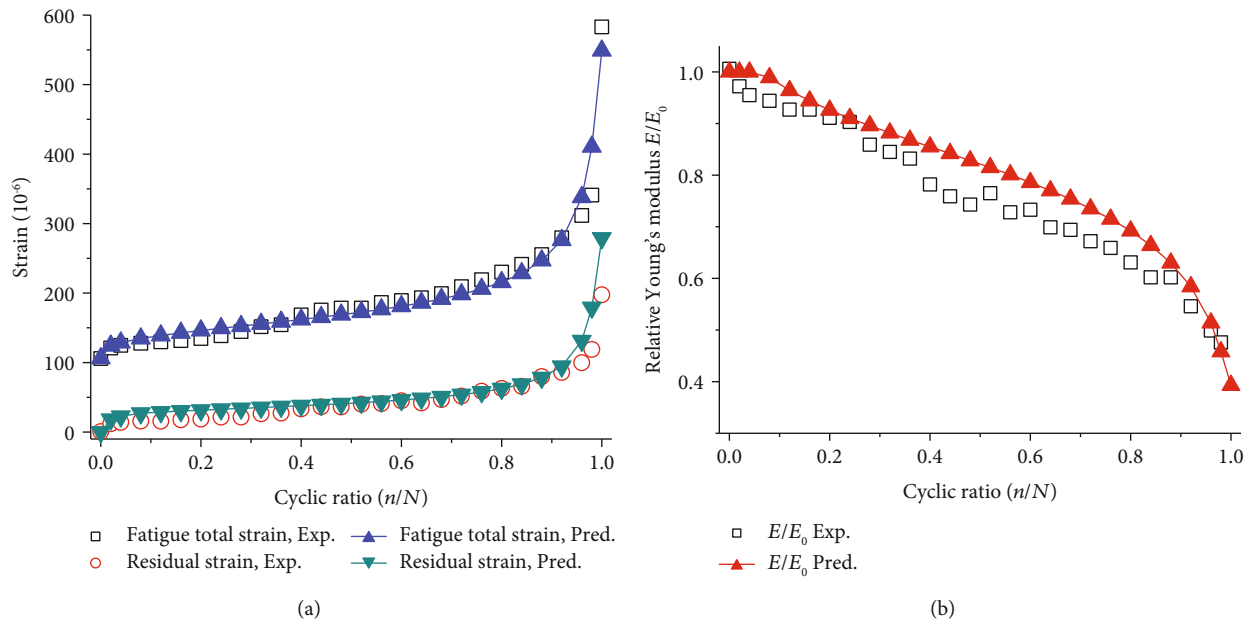 600
500
400
300
200
100
0
Strain (10⁻⁶)
0.0 0.2 0.4 0.6 0.8 1.0
Cyclic ratio (n/N)
Fatigue total strain, Exp. Fatigue total strain, Pred.
Residual strain, Exp. Residual strain, Pred.
(a)
1.0
0.8
0.6
0.4
Relative Young's modulus E/E₀
0.0 0.2 0.4 0.6 0.8 1.0
Cyclic ratio (n/N)
E/E₀ Exp.
E/E₀ Pred.
(b)